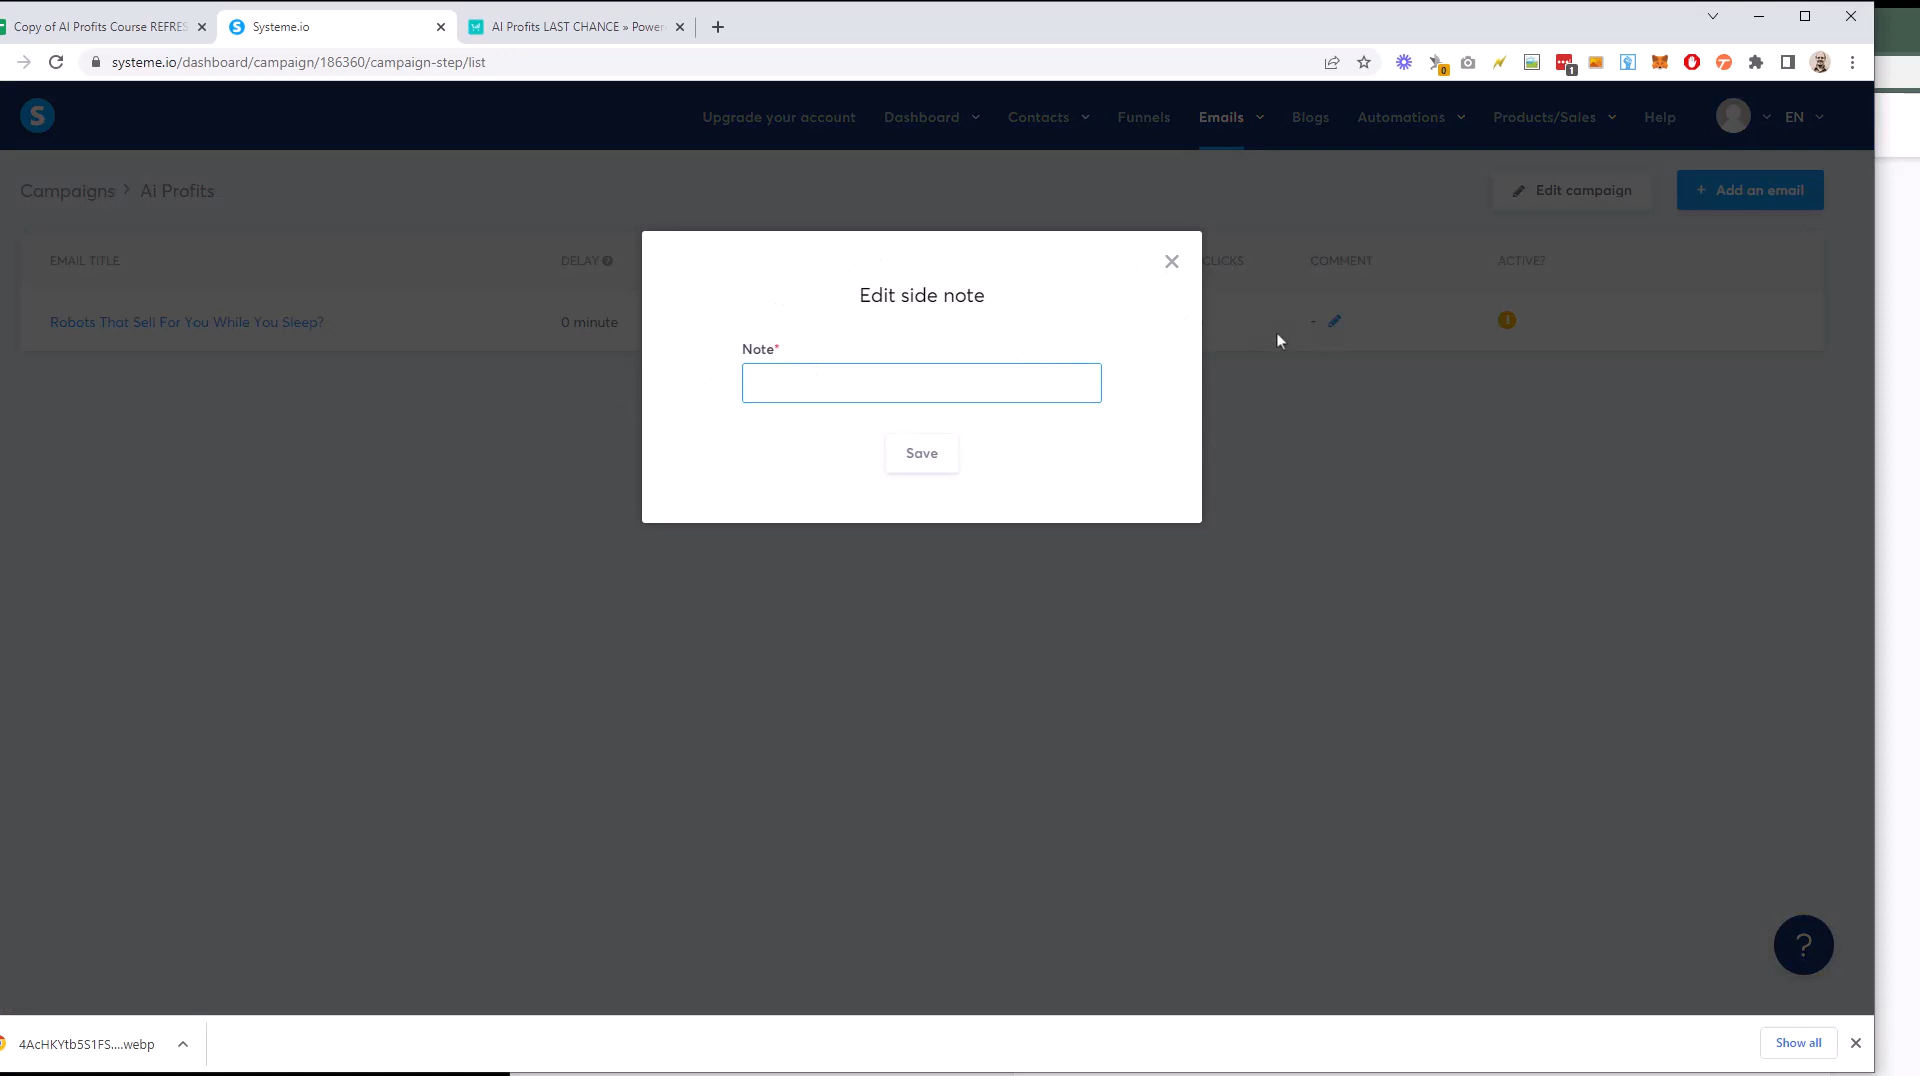 Copy of AI Profits Course REFRES
Systeme.io
AI Profits LAST CHANCE » Power
systeme.io/dashboard/campaign/186360/campaign-step/list
0
1
S
Upgrade your account
Dashboard
Contacts
Funnels
Emails
Blogs
Automations
Products/Sales
Help
EN
Campaigns > Ai Profits
Edit campaign
+ Add an email
EMAIL TITLE
DELAY
CLICKS
COMMENT
ACTIVE?
Robots That Sell For You While You Sleep?
0 minute
-
Edit side note
Note*
Save
?
4AcHKYtb5S1FS....webp
Show all